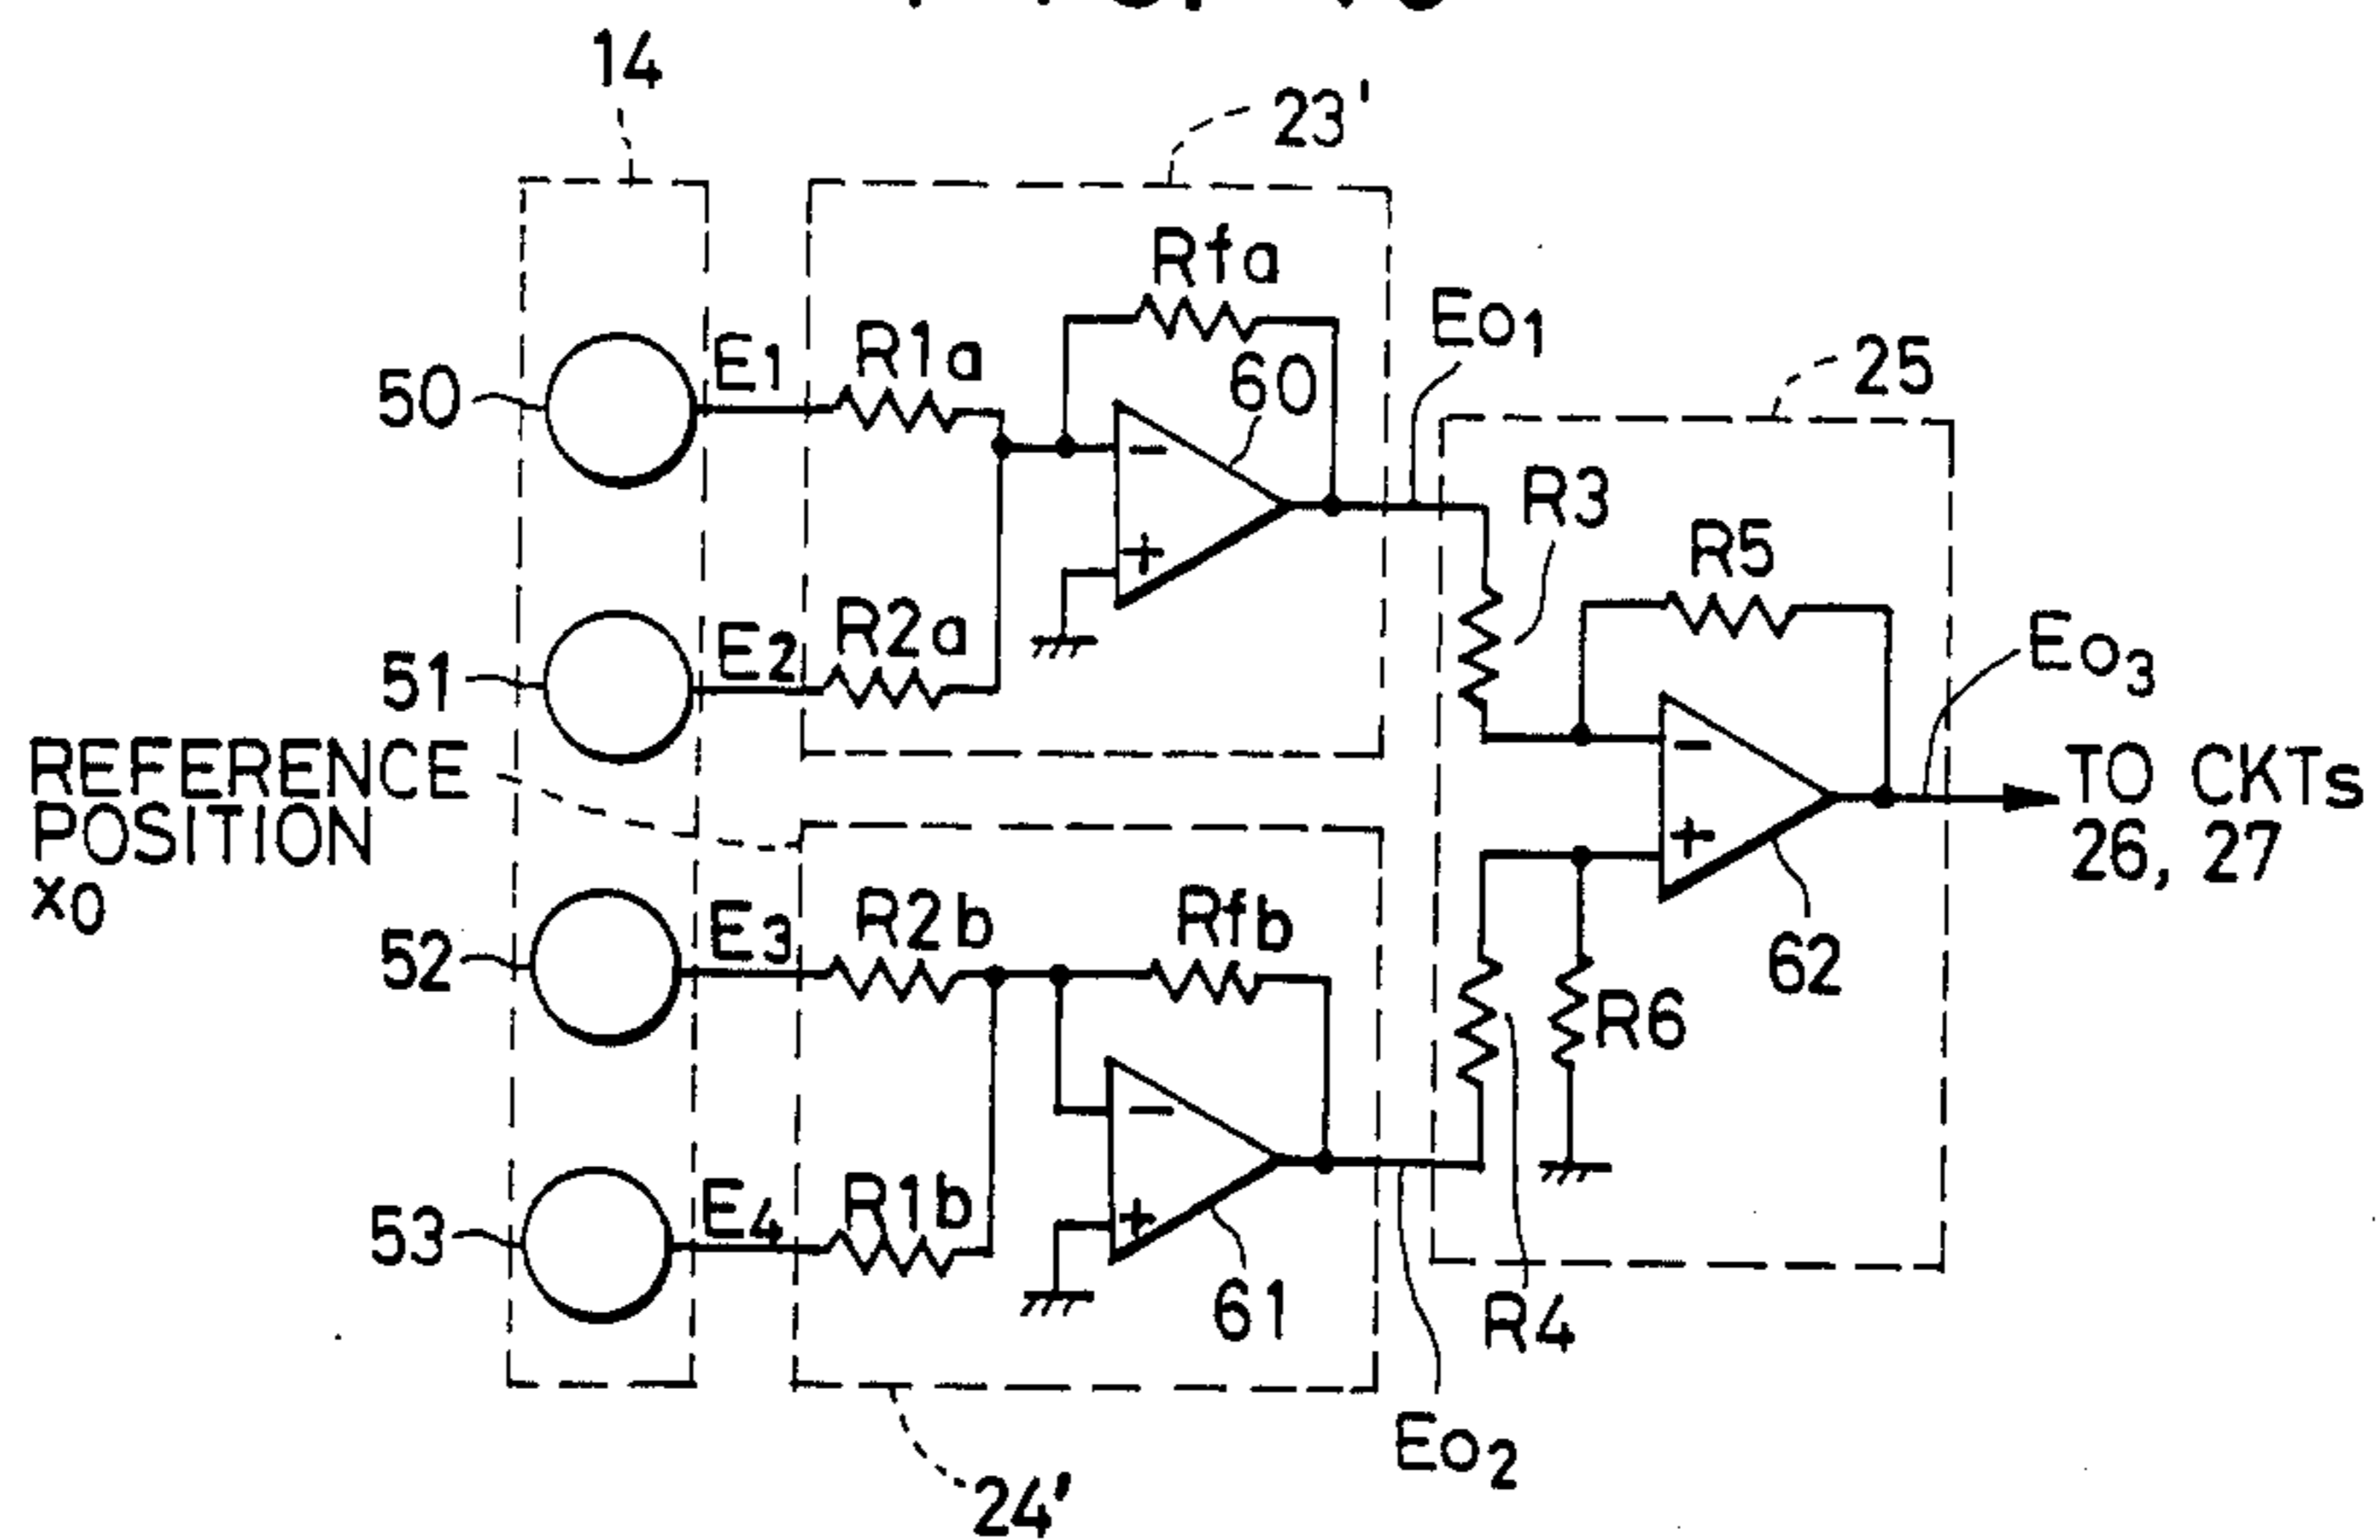 14
23'
Rfa
Eo1
R1a
E1
60
25
50
R3
R5
R2a
E2
Eo3
51
REFERENCE
POSITION
x0
TO CKTs
26, 27
R2b
Rfb
E3
52
62
R6
R1b
E4
53
61
R4
Eo2
24'
-
+
-
+
-
+